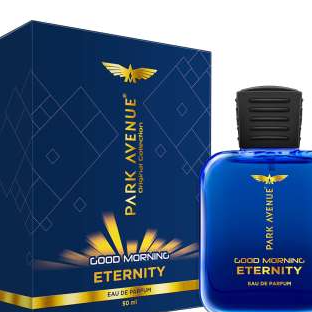 PARK AVENUE®
Original Collection
GOOD MORNING
ETERNITY
EAU DE PARFUM
50 ml
PARK AVENUE
GOOD MORNING
ETERNITY
EAU DE PARFUM